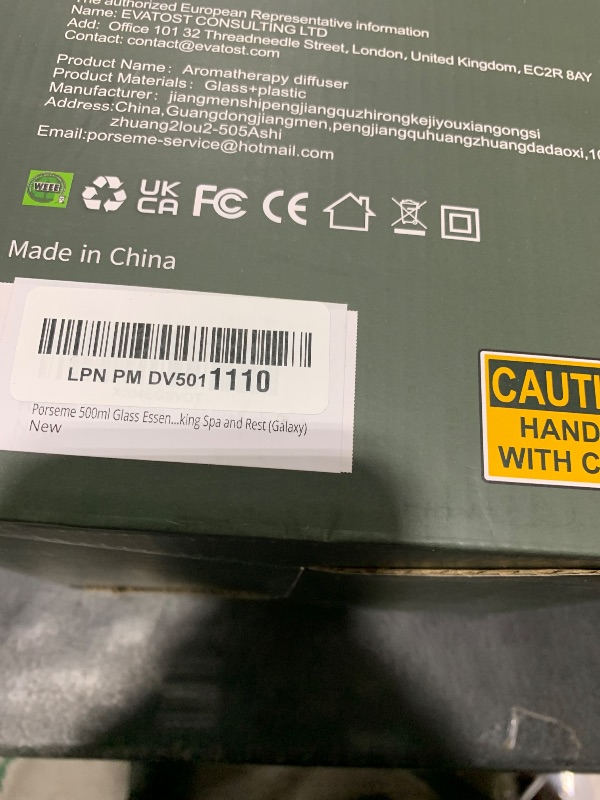 The authorized European Representative information
Name: EVATOST CONSULTING LTD
Add: Office 101 32 Threadneedle Street, London, United Kingdom, EC2R 8AY
Contact: contact@evatost.com
Product Name: Aromatherapy diffuser
Product Materials: Glass+plastic
Manufacturer: jiangmenshipengjiangquzhirongkejiyouxiangongsi
Address:China,Guangdongjiangmen,pengjiangquhuangzhuangdadaoxi,10
zhuang2lou2-505Ashi
Email:porseme-service@hotmail.com
WEEE
UK
CA
FC
CE
Made in China
LPN PM DV5011110
Porseme 500ml Glass Essen...king Spa and Rest (Galaxy)
New
CAUTI
HAND
WITH C